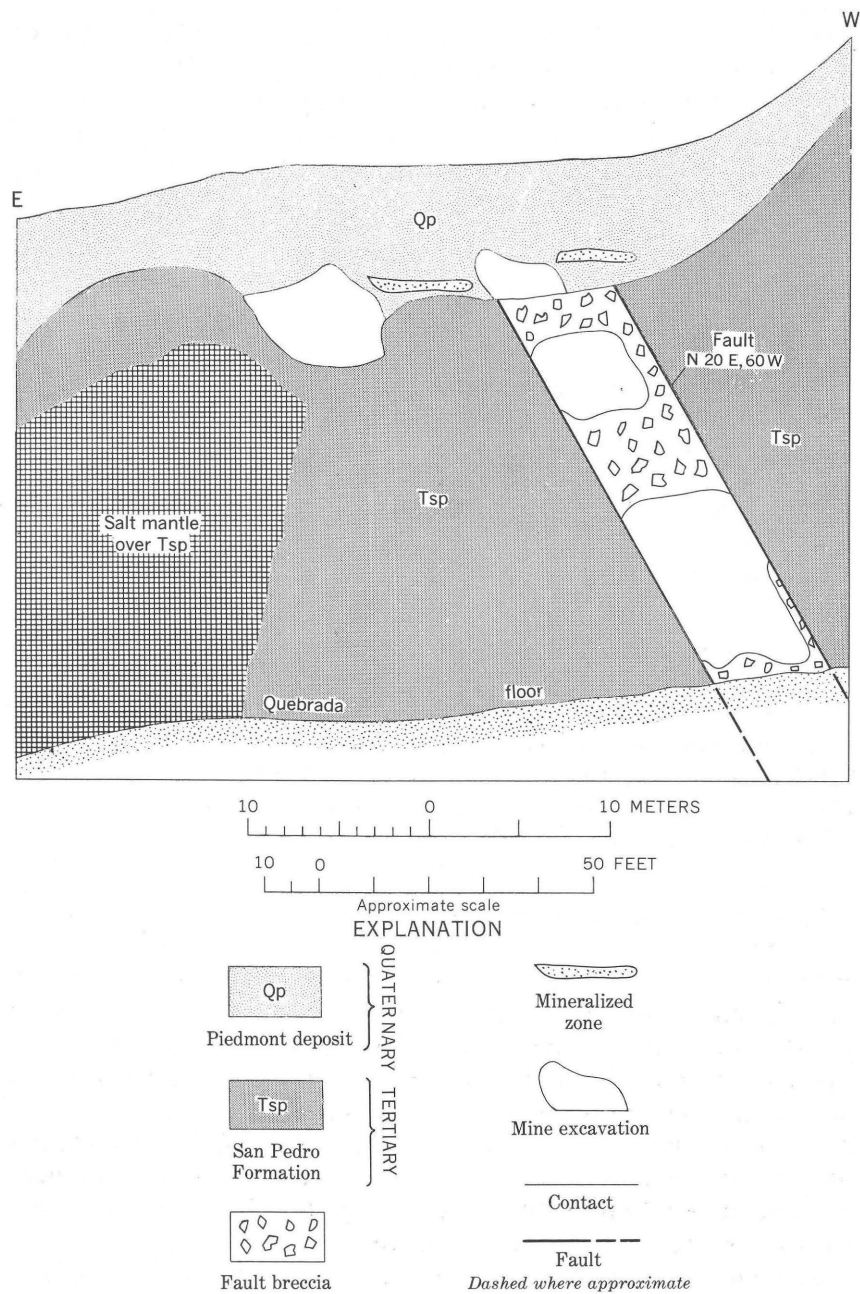 W
E
Qp
Fault
N 20 E, 60 W
Tsp
Tsp
Salt mantle
over Tsp
Quebrada floor
10 0 10 METERS
10 0 50 FEET
Approximate scale
EXPLANATION
Qp
Piedmont deposit
QUATERNARY
Tsp
San Pedro
Formation
TERTIARY
Fault breccia
Mineralized
zone
Mine excavation
Contact
Fault
Dashed where approximate